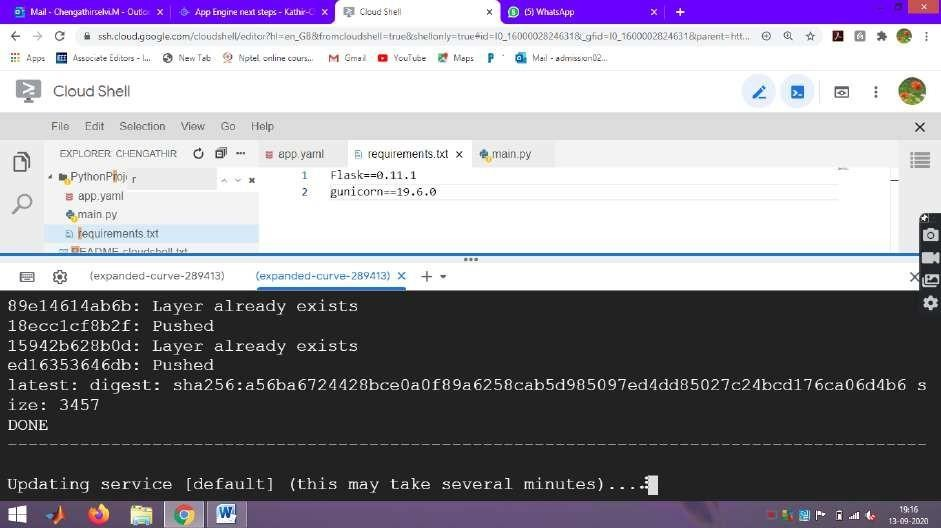 Mail - Chengathirselvi.M - Outlo
App Engine next steps - Kathir-C
Cloud Shell
(5) WhatsApp
ssh.cloud.google.com/cloudshell/editor?hl=en_GB&fromcloudshell=true&shellonly=true#id=I0_1600002824631&_gfid=I0_1600002824631&parent=htt...
Apps
Associate Editors - I...
New Tab
Nptel, online cours...
Gmail
YouTube
Maps
P
Mail - admission02...
Cloud Shell
File Edit Selection View Go Help
EXPLORER: CHENGATHIR
app.yaml
requirements.txt
main.py
PythonProj
r
app.yaml
main.py
requirements.txt
README-cloudshell.txt
1 Flask==0.11.1
2 gunicorn==19.6.0
(expanded-curve-289413)
(expanded-curve-289413)
89e14614ab6b: Layer already exists
18ecc1cf8b2f: Pushed
15942b628b0d: Layer already exists
ed16353646db: Pushed
latest: digest: sha256:a56ba6724428bce0a0f89a6258cab5d985097ed4dd85027c24bcd176ca06d4b6 s
ize: 3457
DONE
--------------------------------------------------------------------------------
Updating service [default] (this may take several minutes)....
19:16
13-09-2020